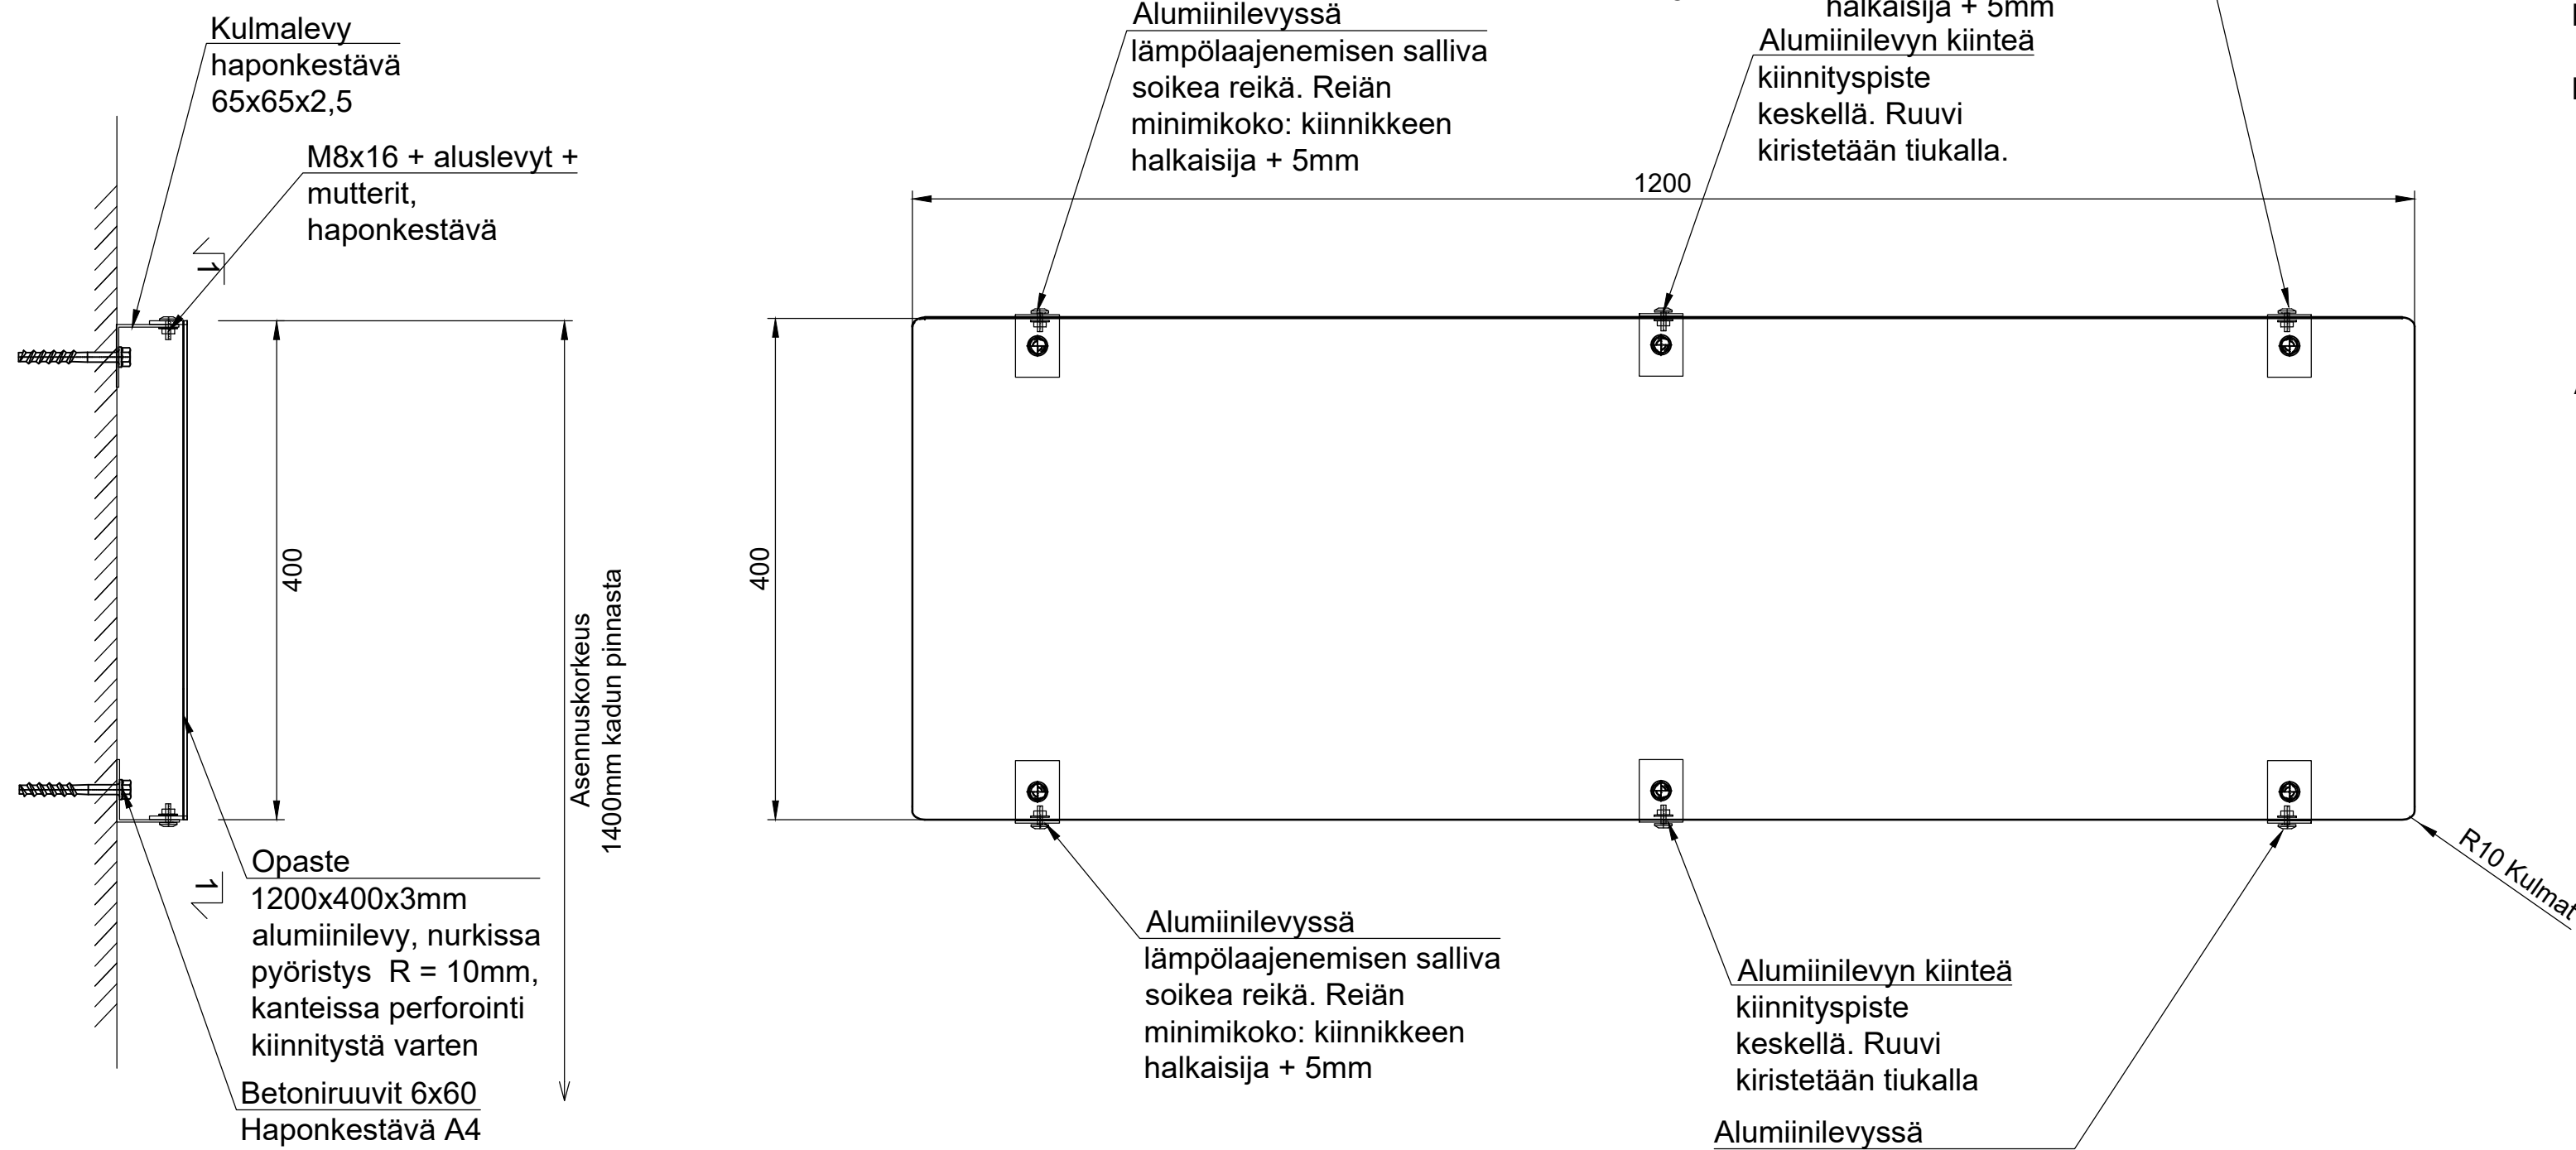 Kulmalevy
haponkestävä
65x65x2,5
M8x16 + aluslevyt +
mutterit,
haponkestävä
1
400
Asennuskorkeus
1400mm kadun pinnasta
1
Opaste
1200x400x3mm
alumiinilevy, nurkissa
pyöristys R = 10mm,
kanteissa perforointi
kiinnitystä varten
Betoniruuvit 6x60
Haponkestävä A4
Alumiinilevyssä
lämpölaajenemisen salliva
soikea reikä. Reiän
minimikoko: kiinnikkeen
halkaisija + 5mm
halkaisija + 5mm
Alumiinilevyn kiinteä
kiinnityspiste
keskellä. Ruuvi
kiristetään tiukalla.
1200
400
R10 Kulmat
Alumiinilevyssä
lämpölaajenemisen salliva
soikea reikä. Reiän
minimikoko: kiinnikkeen
halkaisija + 5mm
Alumiinilevyn kiinteä
kiinnityspiste
keskellä. Ruuvi
kiristetään tiukalla
Alumiinilevyssä